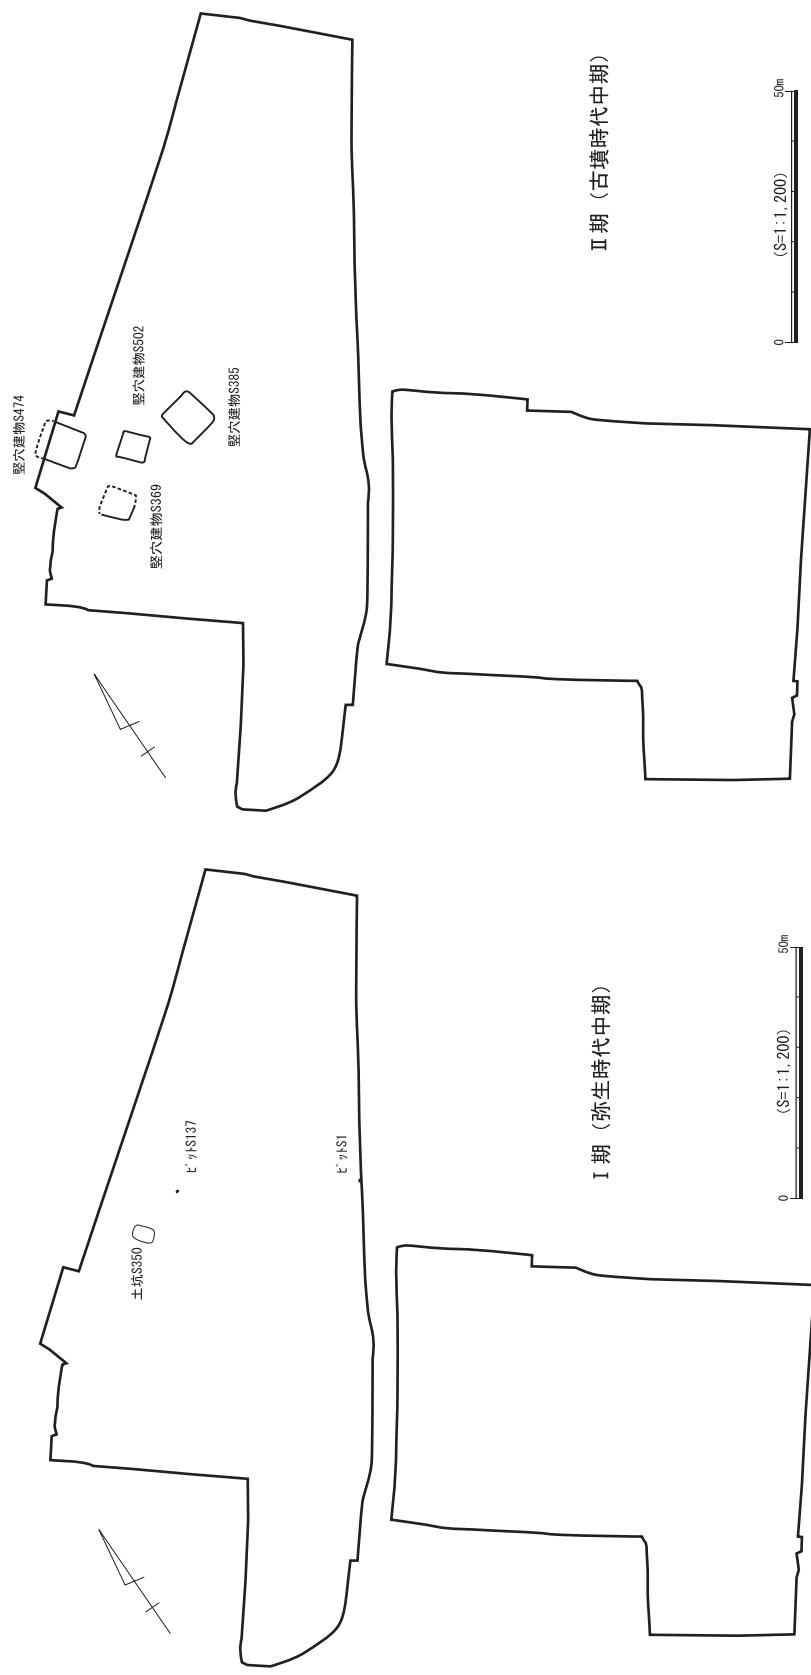 土坑S350
ピットS137
ピットS1
Ⅰ期（弥生時代中期）
0
(S=1:1,200)
50m
竪穴建物S474
竪穴建物S502
竪穴建物S369
竪穴建物S385
Ⅱ期（古墳時代中期）
0
(S=1:1,200)
50m